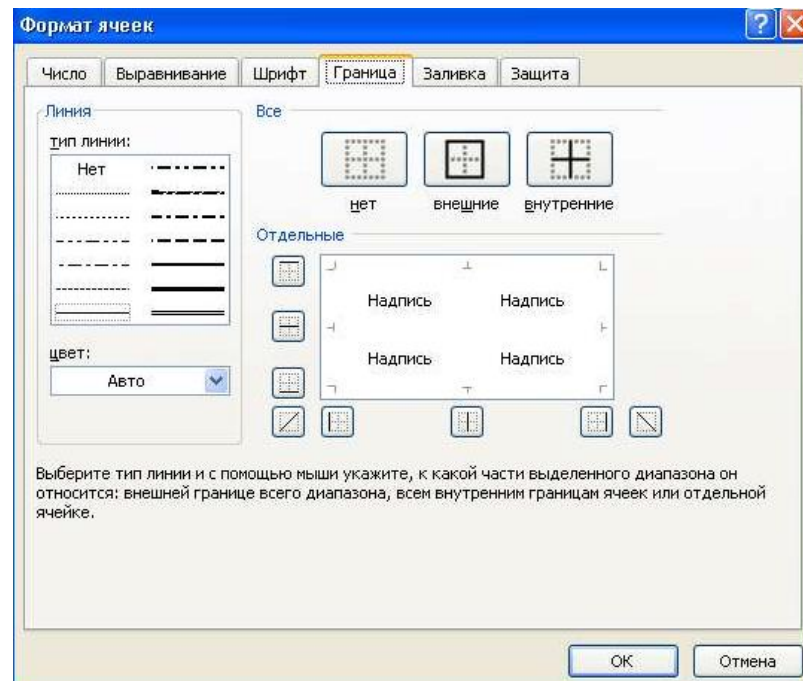 Формат ячеек
Число Выравнивание Шрифт Граница Заливка Защита
Линия
тип линии:
Нет
цвет:
Авто
Все
нет внешние внутренние
Отдельные
Надпись Надпись
Надпись Надпись
Выберите тип линии и с помощью мыши укажите, к какой части выделенного диапазона он
относится: внешней границе всего диапазона, всем внутренним границам ячеек или отдельной
ячейке.
ОК Отмена